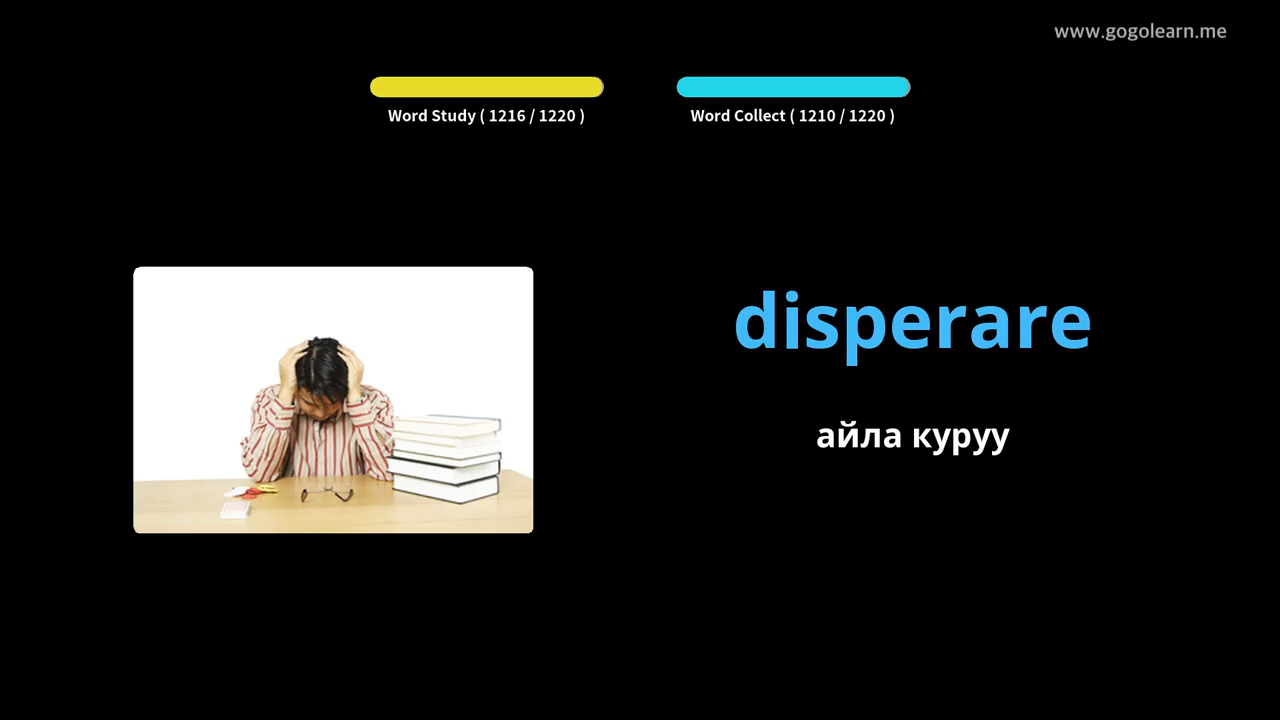 www.gogolearn.me
Word Study ( 1216 / 1220 )
Word Collect ( 1210 / 1220 )
disperare
айла куруу